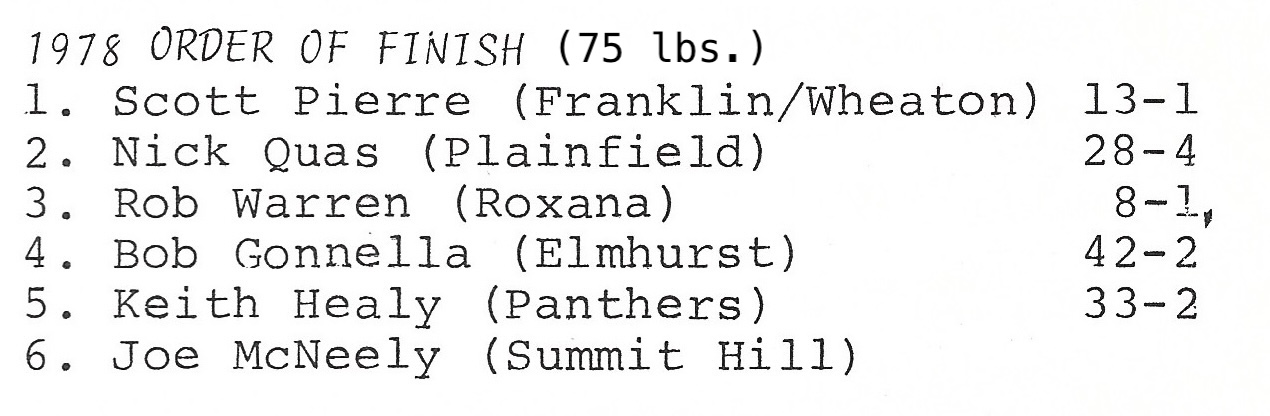 1978 ORDER OF FINISH (75 lbs.)
1. Scott Pierre (Franklin/Wheaton) 13-1
2. Nick Quas (Plainfield) 28-4
3. Rob Warren (Roxana) 8-1,
4. Bob Gonnella (Elmhurst) 42-2
5. Keith Healy (Panthers) 33-2
6. Joe McNeely (Summit Hill)